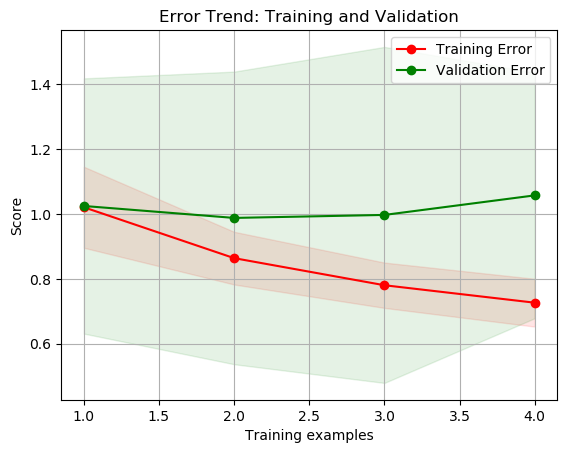 Error Trend: Training and Validation
Training Error
Validation Error
1.4
1.2
1.0
0.8
0.6
Score
1.0
1.5
2.0
2.5
3.0
3.5
4.0
Training examples